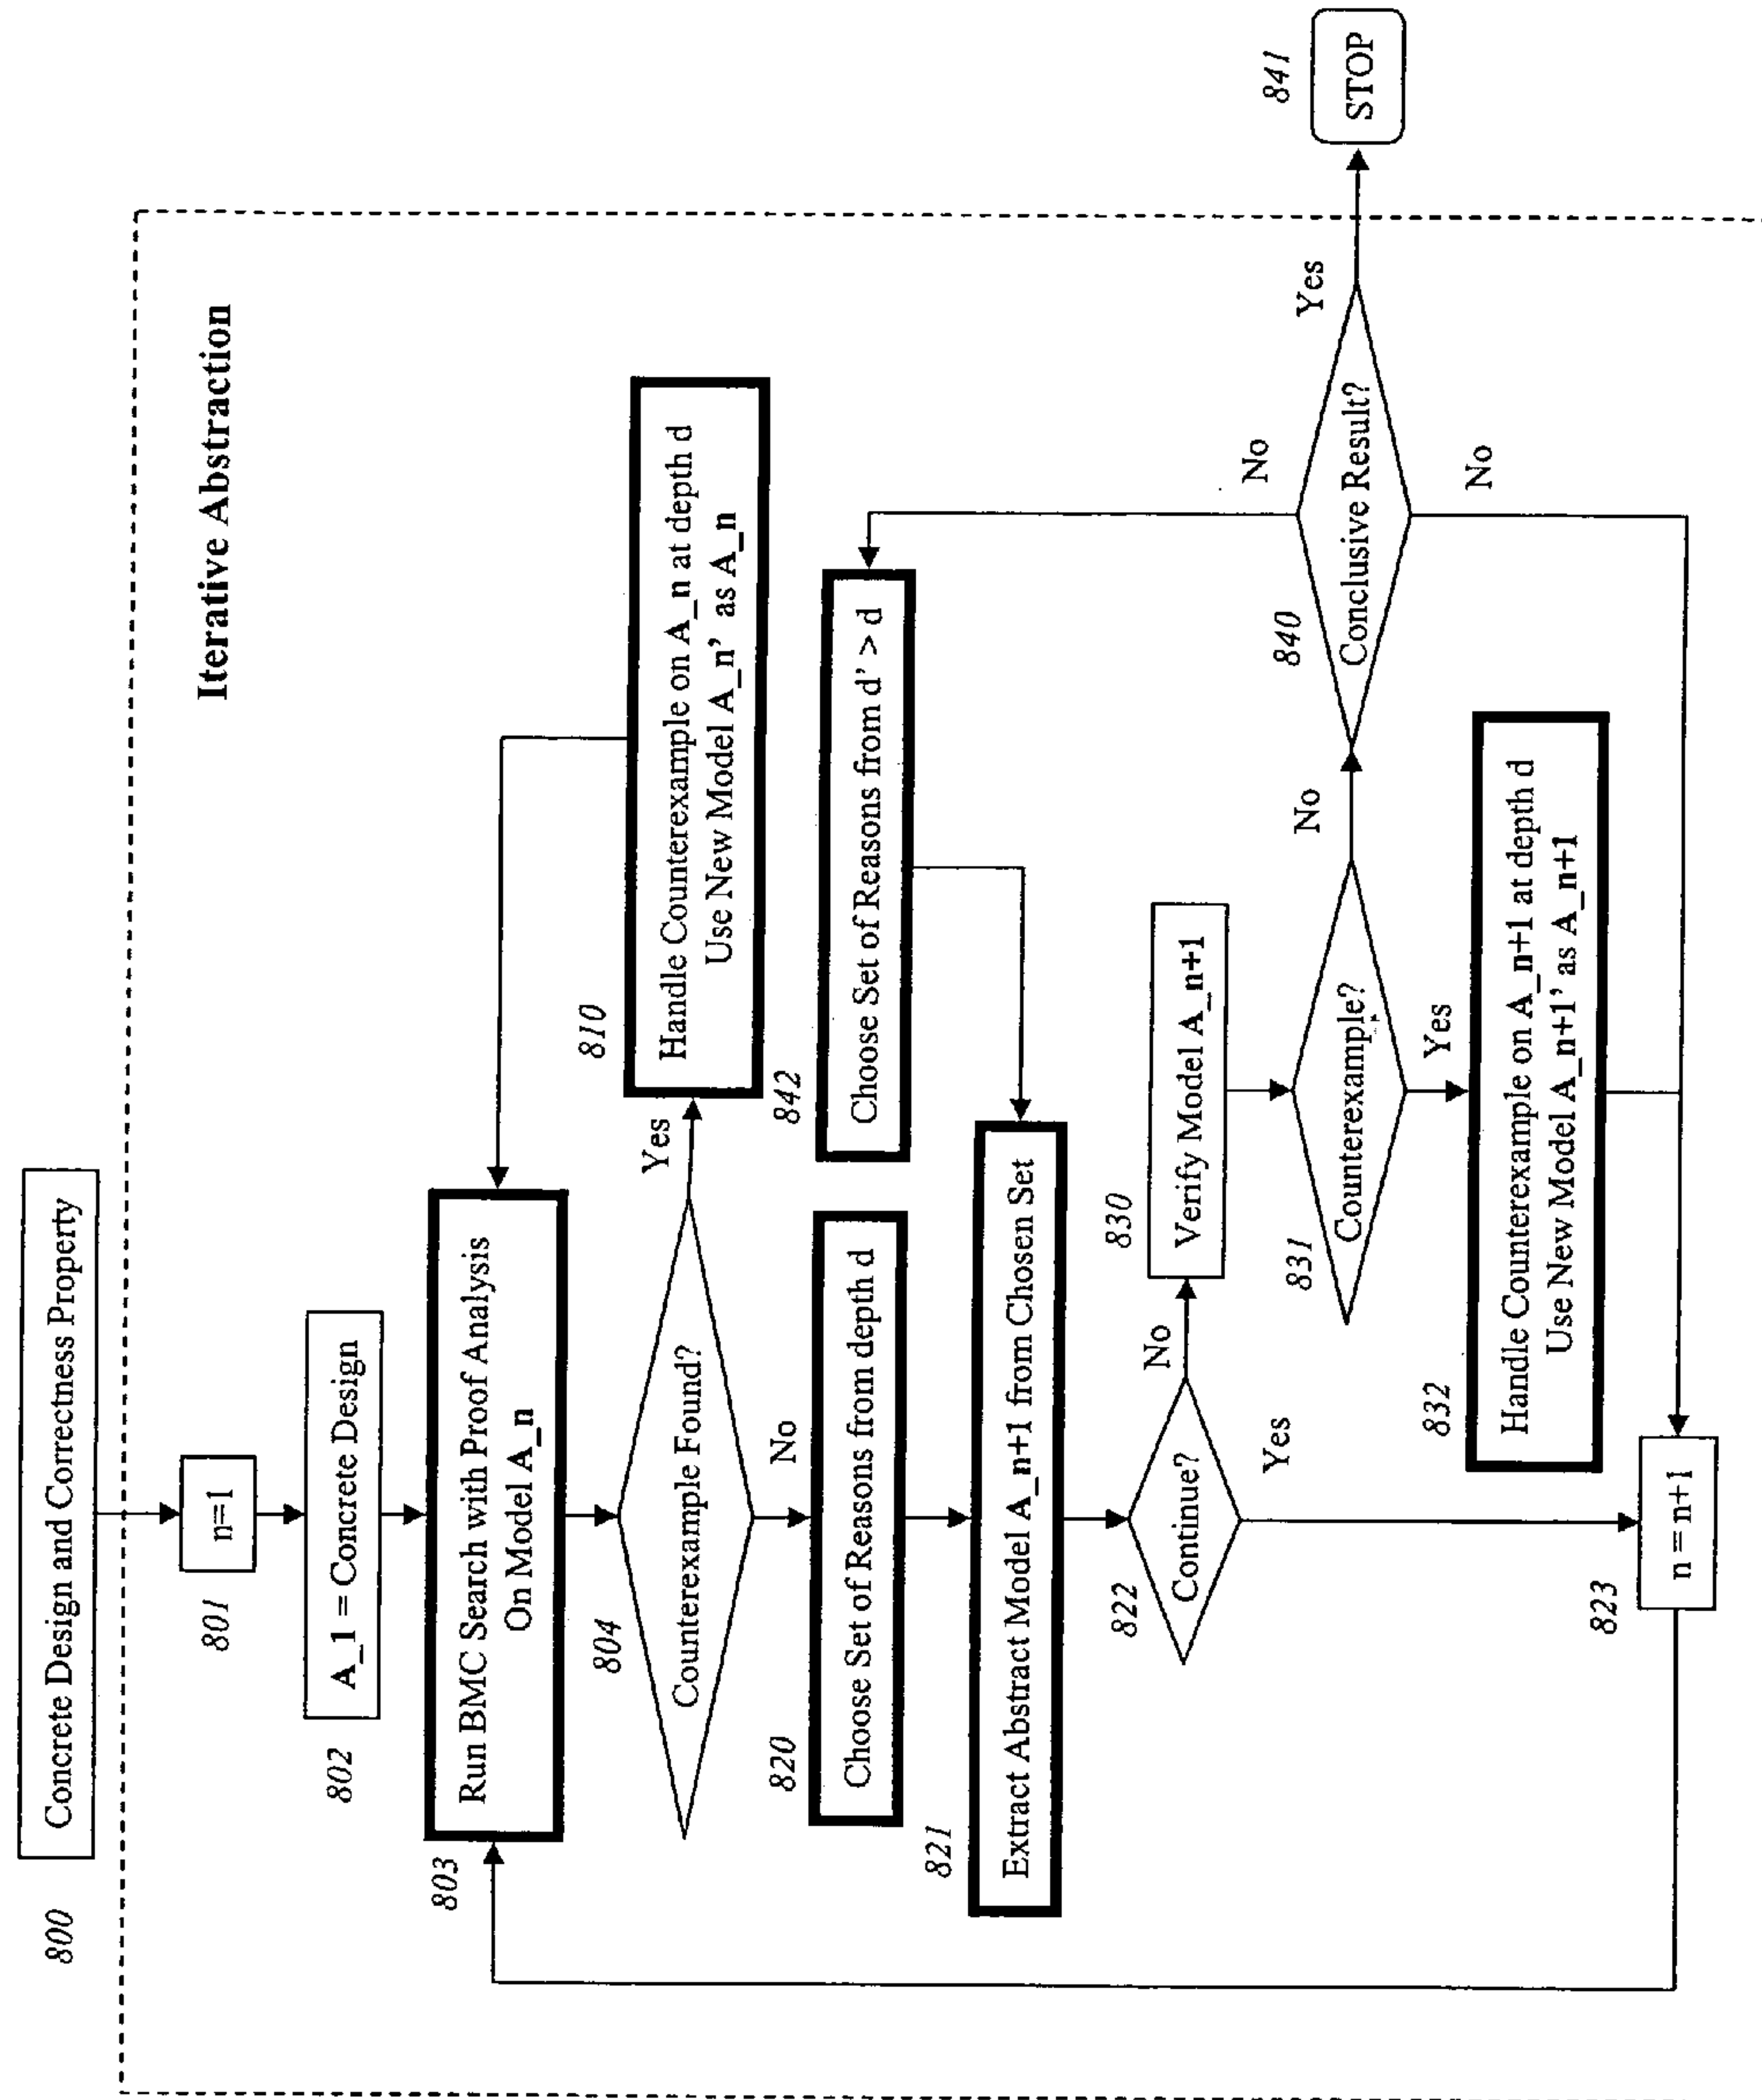 800
Concrete Design and Correctness Property
Iterative Abstraction
801
n=1
802
A_1 = Concrete Design
803
Run BMC Search with Proof Analysis
On Model A_n
804
Counterexample Found?
Yes
No
810
Handle Counterexample on A_n at depth d
Use New Model A_n' as A_n
820
Choose Set of Reasons from depth d
842
Choose Set of Reasons from d' > d
821
Extract Abstract Model A_n+1 from Chosen Set
822
Continue?
No
Yes
830
Verify Model A_n+1
831
Counterexample?
No
Yes
832
Handle Counterexample on A_n+1 at depth d
Use New Model A_n+1' as A_n+1
840
Conclusive Result?
No
No
Yes
841
STOP
823
n = n+1